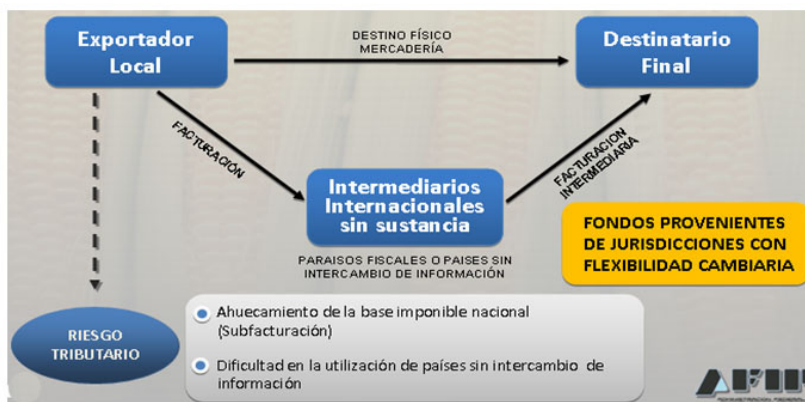 Exportador
Local
DESTINO FÍSICO
MERCADERÍA
Destinatario
Final
FACTURACIÓN
FACTURACION
INTERMEDIARIA
Intermediarios
Internacionales
sin sustancia
PARAISOS FISCALES O PAISES SIN
INTERCAMBIO DE INFORMACIÓN
FONDOS PROVENIENTES
DE JURISDICCIONES CON
FLEXIBILIDAD CAMBIARIA
RIESGO
TRIBUTARIO
Ahuecamiento de la base imponible nacional
(Subfacturación)
Dificultad en la utilización de países sin intercambio de
información
AFIP